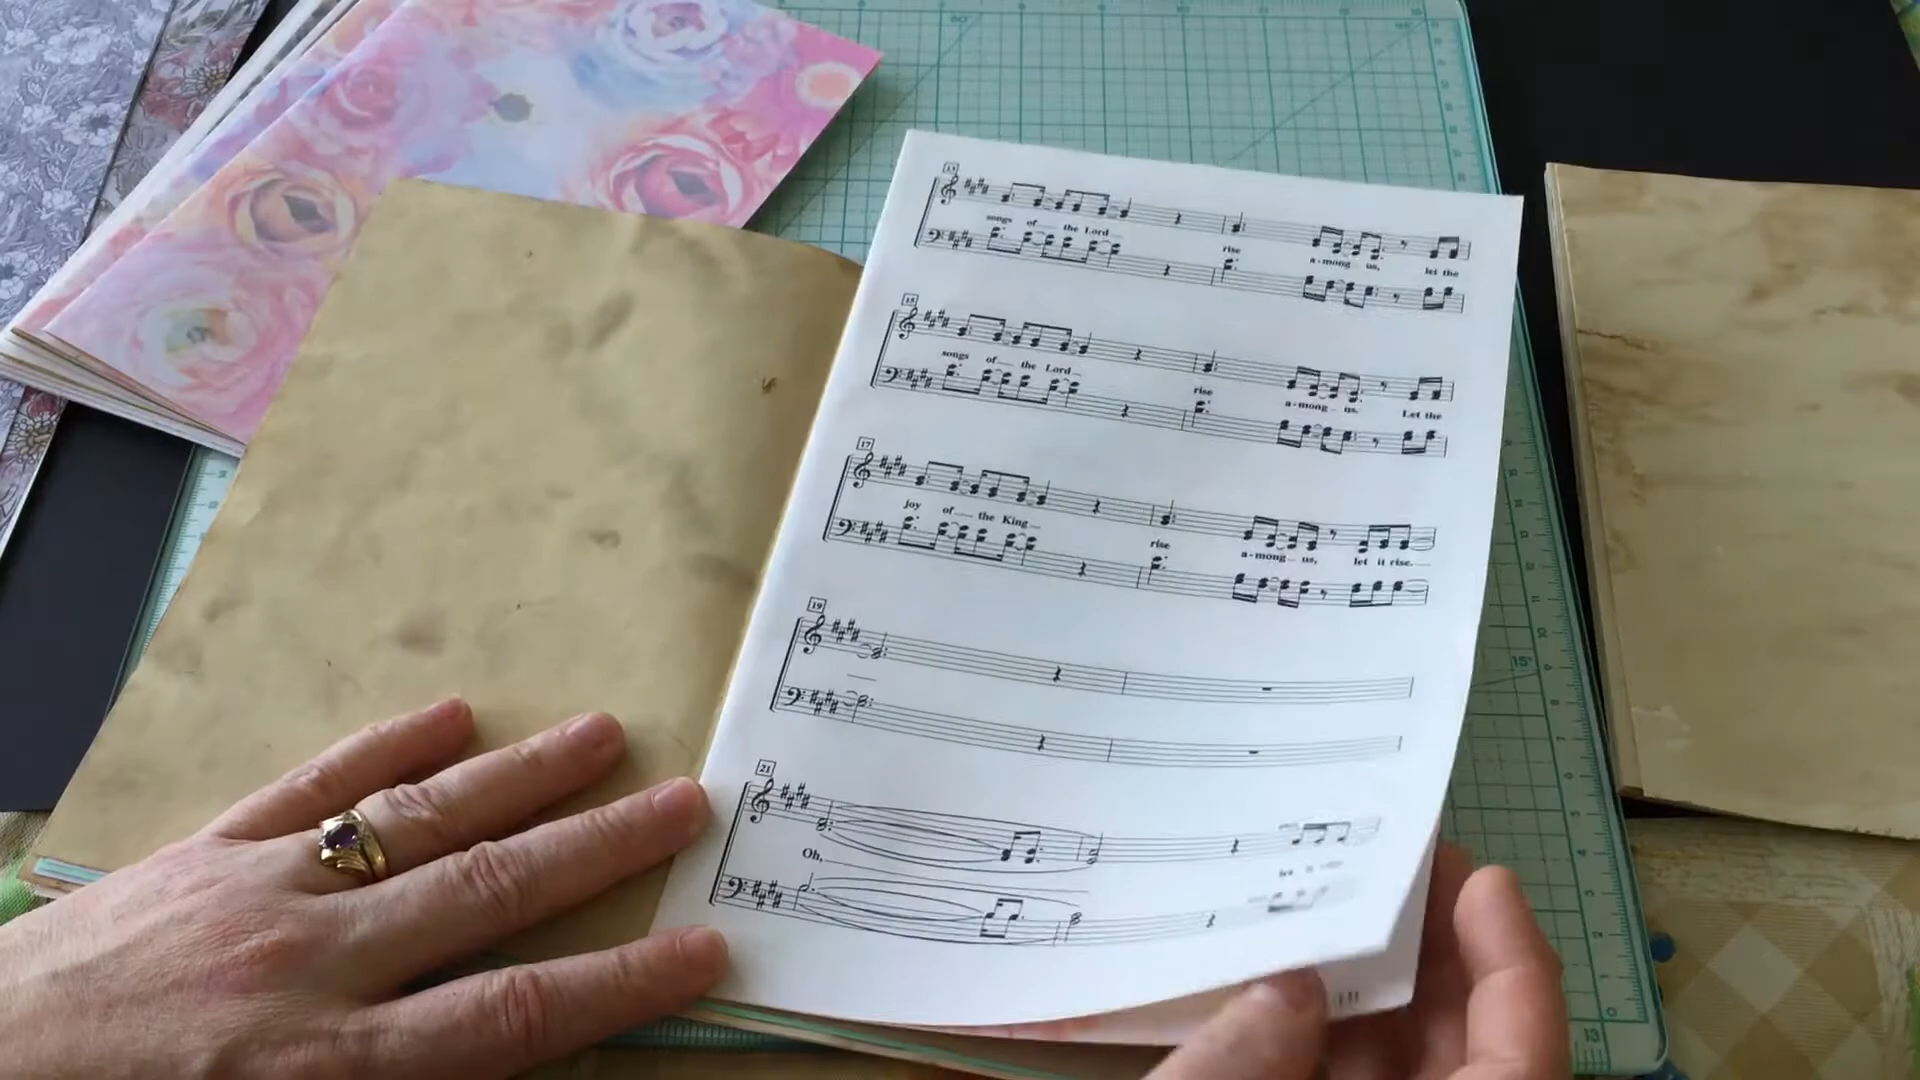 13
songs of the Lord rise a-mong us, let the
15
songs of the Lord rise a-mong us. Let the
17
joy of the King rise a-mong us, let it rise.
19
21
Oh,